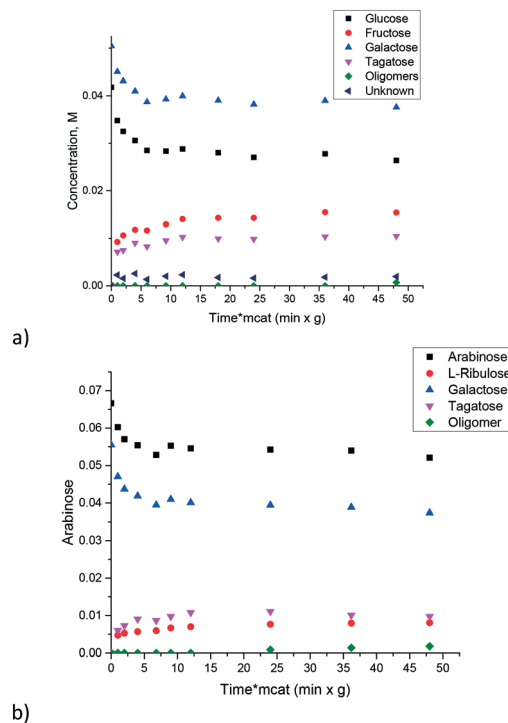 Glucose
Fructose
Galactose
Tagatose
Oligomers
Unknown
Concentration, M
0.04
0.02
0.00
0 5 10 15 20 25 30 35 40 45 50
Time*mcat (min x g)
a)
Arabinose
L-Ribulose
Galactose
Tagatose
Oligomer
Arabinose
0.07
0.06
0.05
0.04
0.03
0.02
0.01
0.00
0 5 10 15 20 25 30 35 40 45 50
Time*mcat (min x g)
b)